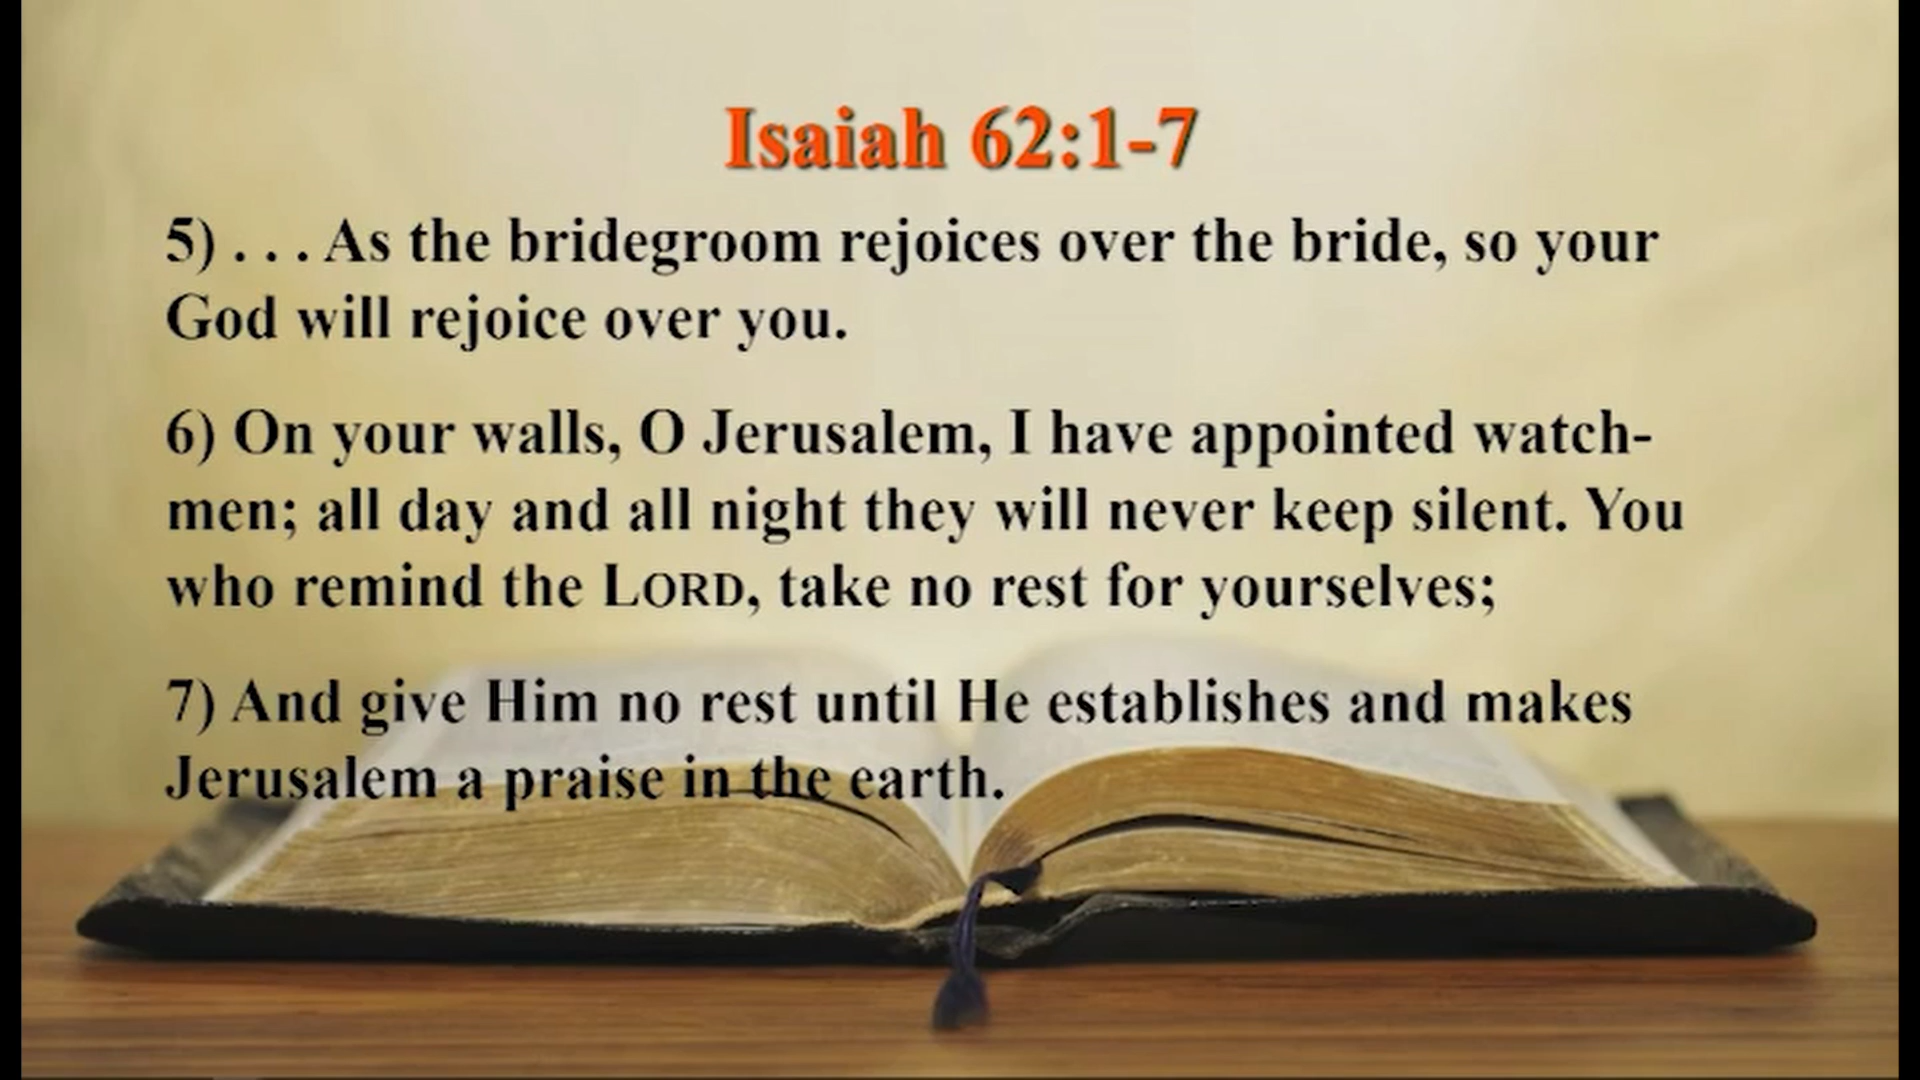 Isaiah 62:1-7
5) . . . As the bridegroom rejoices over the bride, so your
God will rejoice over you.
6) On your walls, O Jerusalem, I have appointed watch-
men; all day and all night they will never keep silent. You
who remind the LORD, take no rest for yourselves;
7) And give Him no rest until He establishes and makes
Jerusalem a praise in the earth.